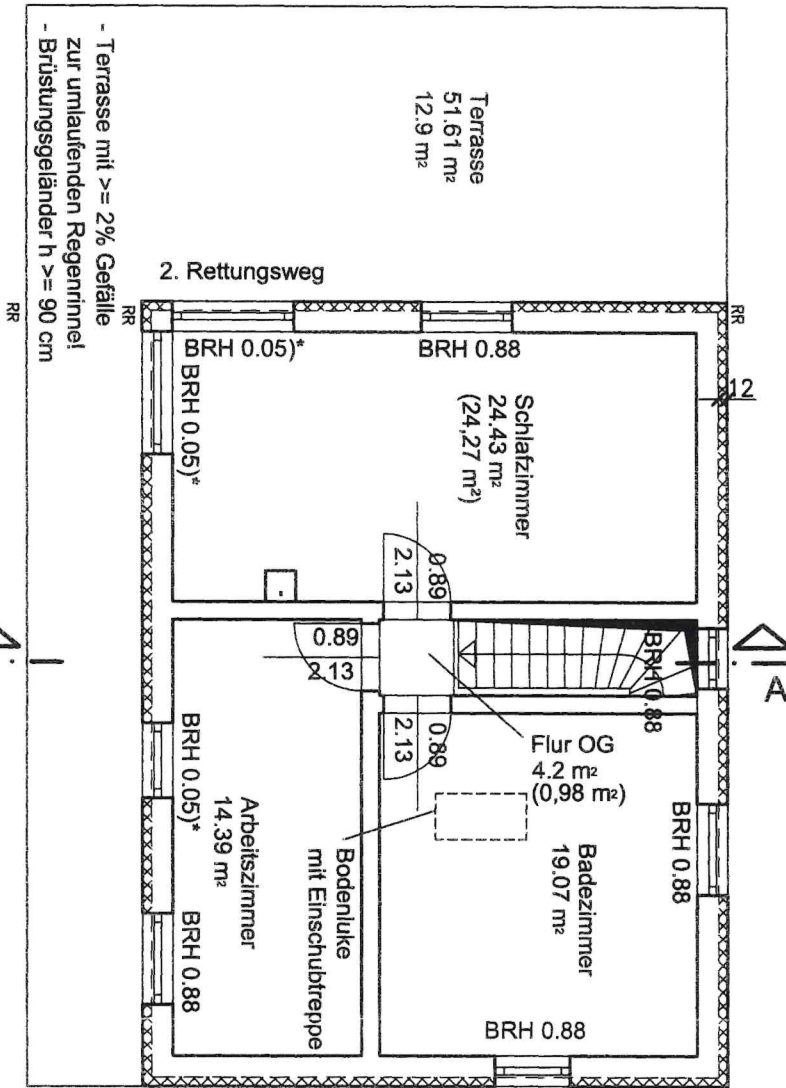 Terrasse
51.61 m²
12.9 m²
- Terrasse mit >= 2% Gefälle
zur umlaufenden Regenrinne!
- Brüstungsgeländer h >= 90 cm
RR
RR
RR
2. Rettungsweg
BRH 0.05)*
BRH 0.88
BRH 0.05)*
12
Schlafzimmer
24.43 m²
(24,27 m²)
0.89
2.13
0.89
2.13
0.89
2.13
BRH 0.88
A
Flur OG
4.2 m²
(0,98 m²)
BRH 0.05)*
Arbeitszimmer
14.39 m²
BRH 0.88
Bodenluke
mit Einschubtreppe
Badezimmer
19.07 m²
BRH 0.88
BRH 0.88